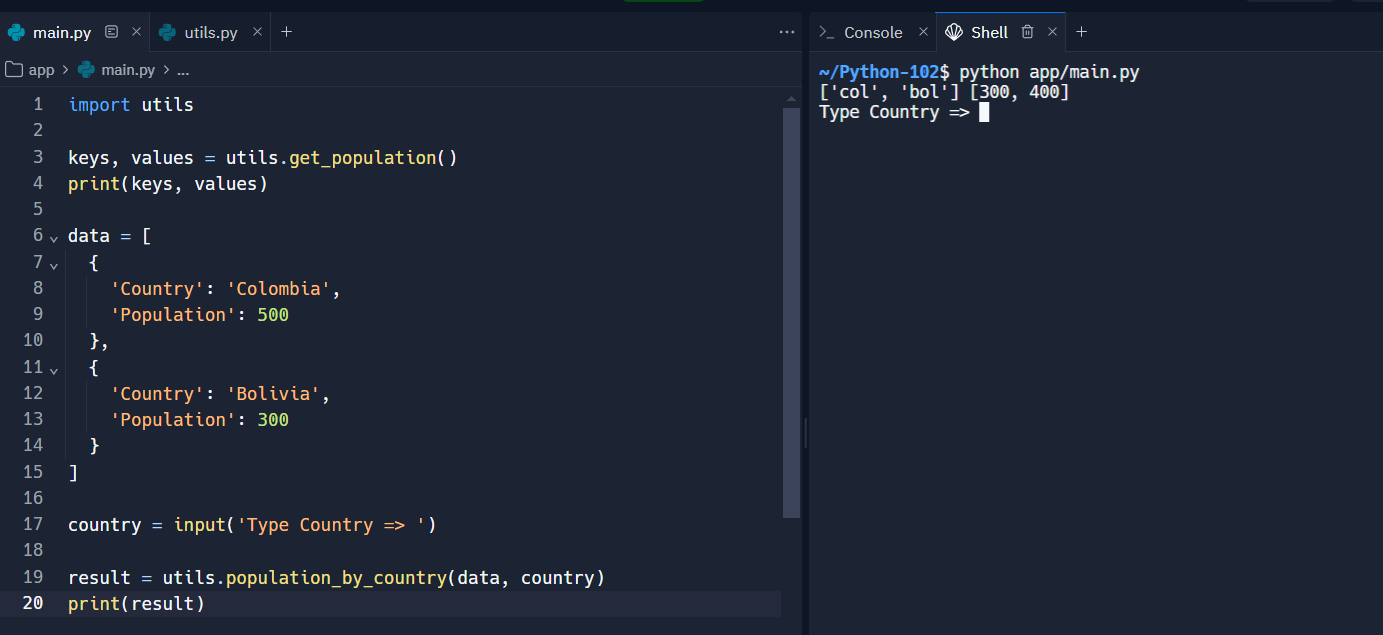 main.py
utils.py
app > main.py > ...
1 import utils
2
3 keys, values = utils.get_population()
4 print(keys, values)
5
6 data = [
7   {
8     'Country': 'Colombia',
9     'Population': 500
10   },
11   {
12     'Country': 'Bolivia',
13     'Population': 300
14   }
15 ]
16
17 country = input('Type Country => ')
18
19 result = utils.population_by_country(data, country)
20 print(result)
Console
Shell
~/Python-102$ python app/main.py
['col', 'bol'] [300, 400]
Type Country =>